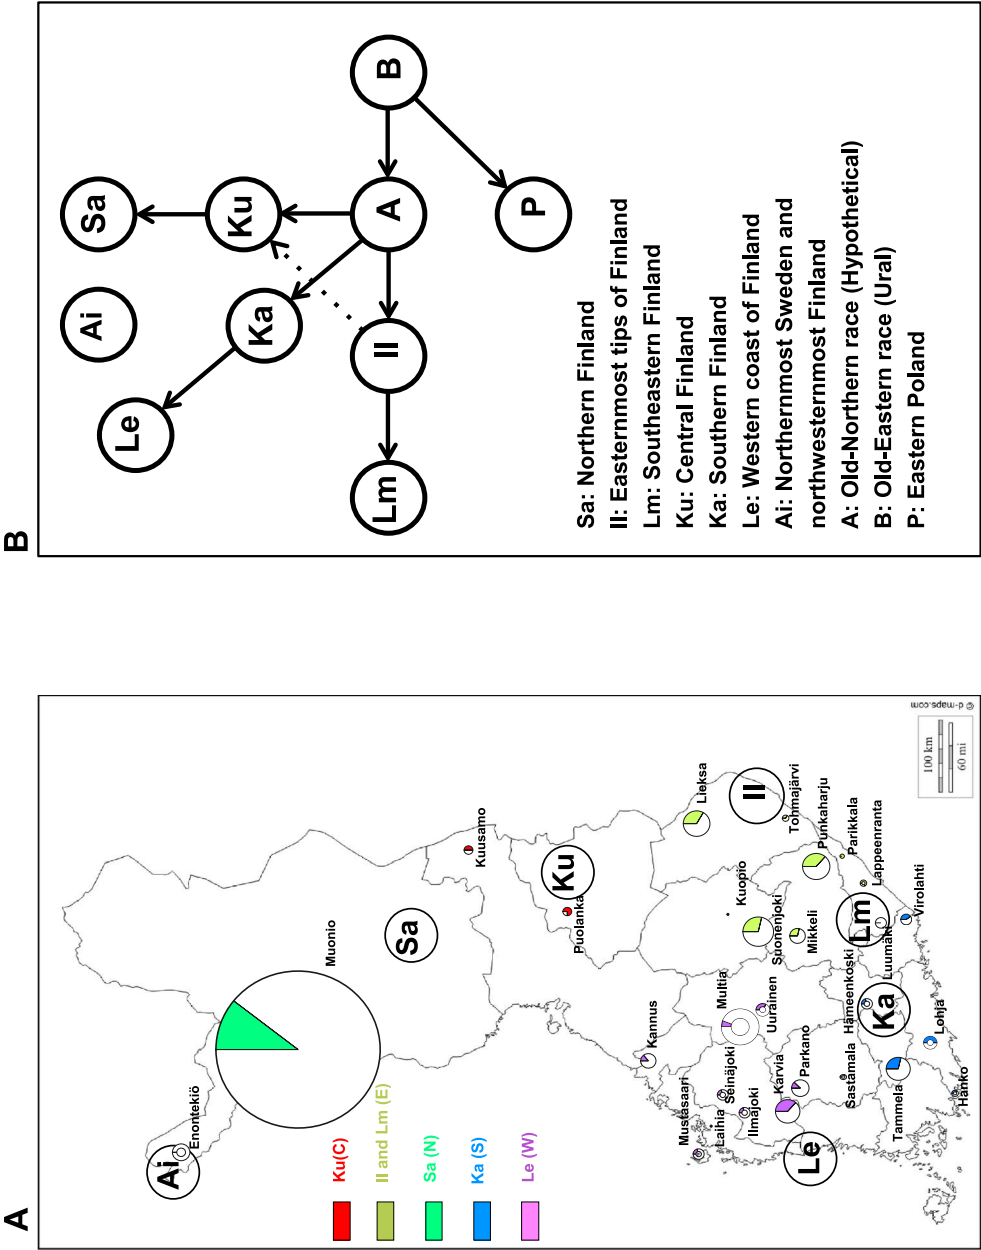 A
Ai
Enontekiö
Muonio
Sa
Kuusamo
Ku
Puolanka
Kannus
Lieksa
Il
Tohmajärvi
Kuopio
Suonenjoki
Punkaharju
Mikkeli
Parikkala
Lappeenranta
Lm
Luumäki
Virolahti
Multia
Uurainen
Mustasaari
Laihia
Seinäjoki
Ilmajoki
Karvia
Parkano
Sastamala
Hämeenkoski
Ka
Le
Tammela
Lohja
Hanko
Ku(C)
Il and Lm (E)
Sa (N)
Ka (S)
Le (W)
100 km
60 mi
© d-maps.com
B
Sa
Ai
Ku
Le
Ka
B
A
Il
Lm
P
Sa: Northern Finland
Il: Easternmost tips of Finland
Lm: Southeastern Finland
Ku: Central Finland
Ka: Southern Finland
Le: Western coast of Finland
Ai: Northernmost Sweden and
northwesternmost Finland
A: Old-Northern race (Hypothetical)
B: Old-Eastern race (Ural)
P: Eastern Poland